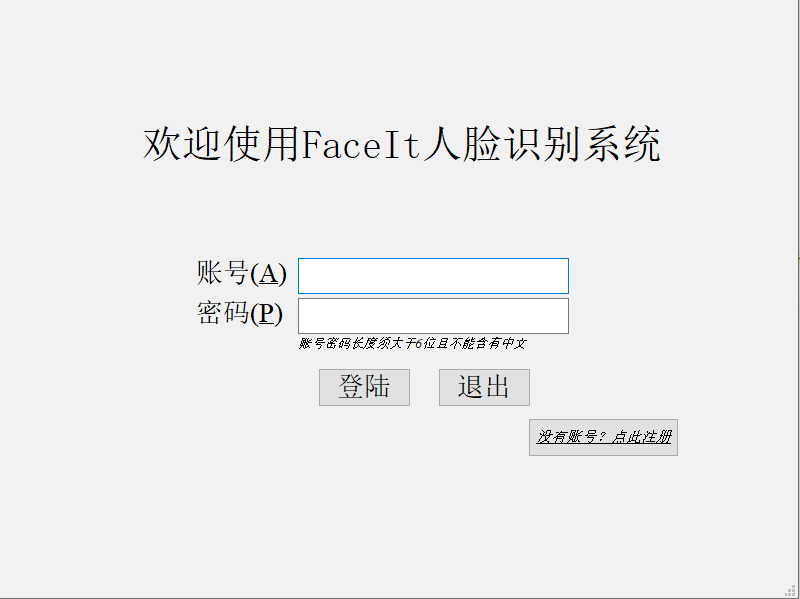 欢迎使用FaceIt人脸识别系统
账号(A)
密码(P)
账号密码长度须大于6位且不能含有中文
登陆 退出
没有账号？点此注册